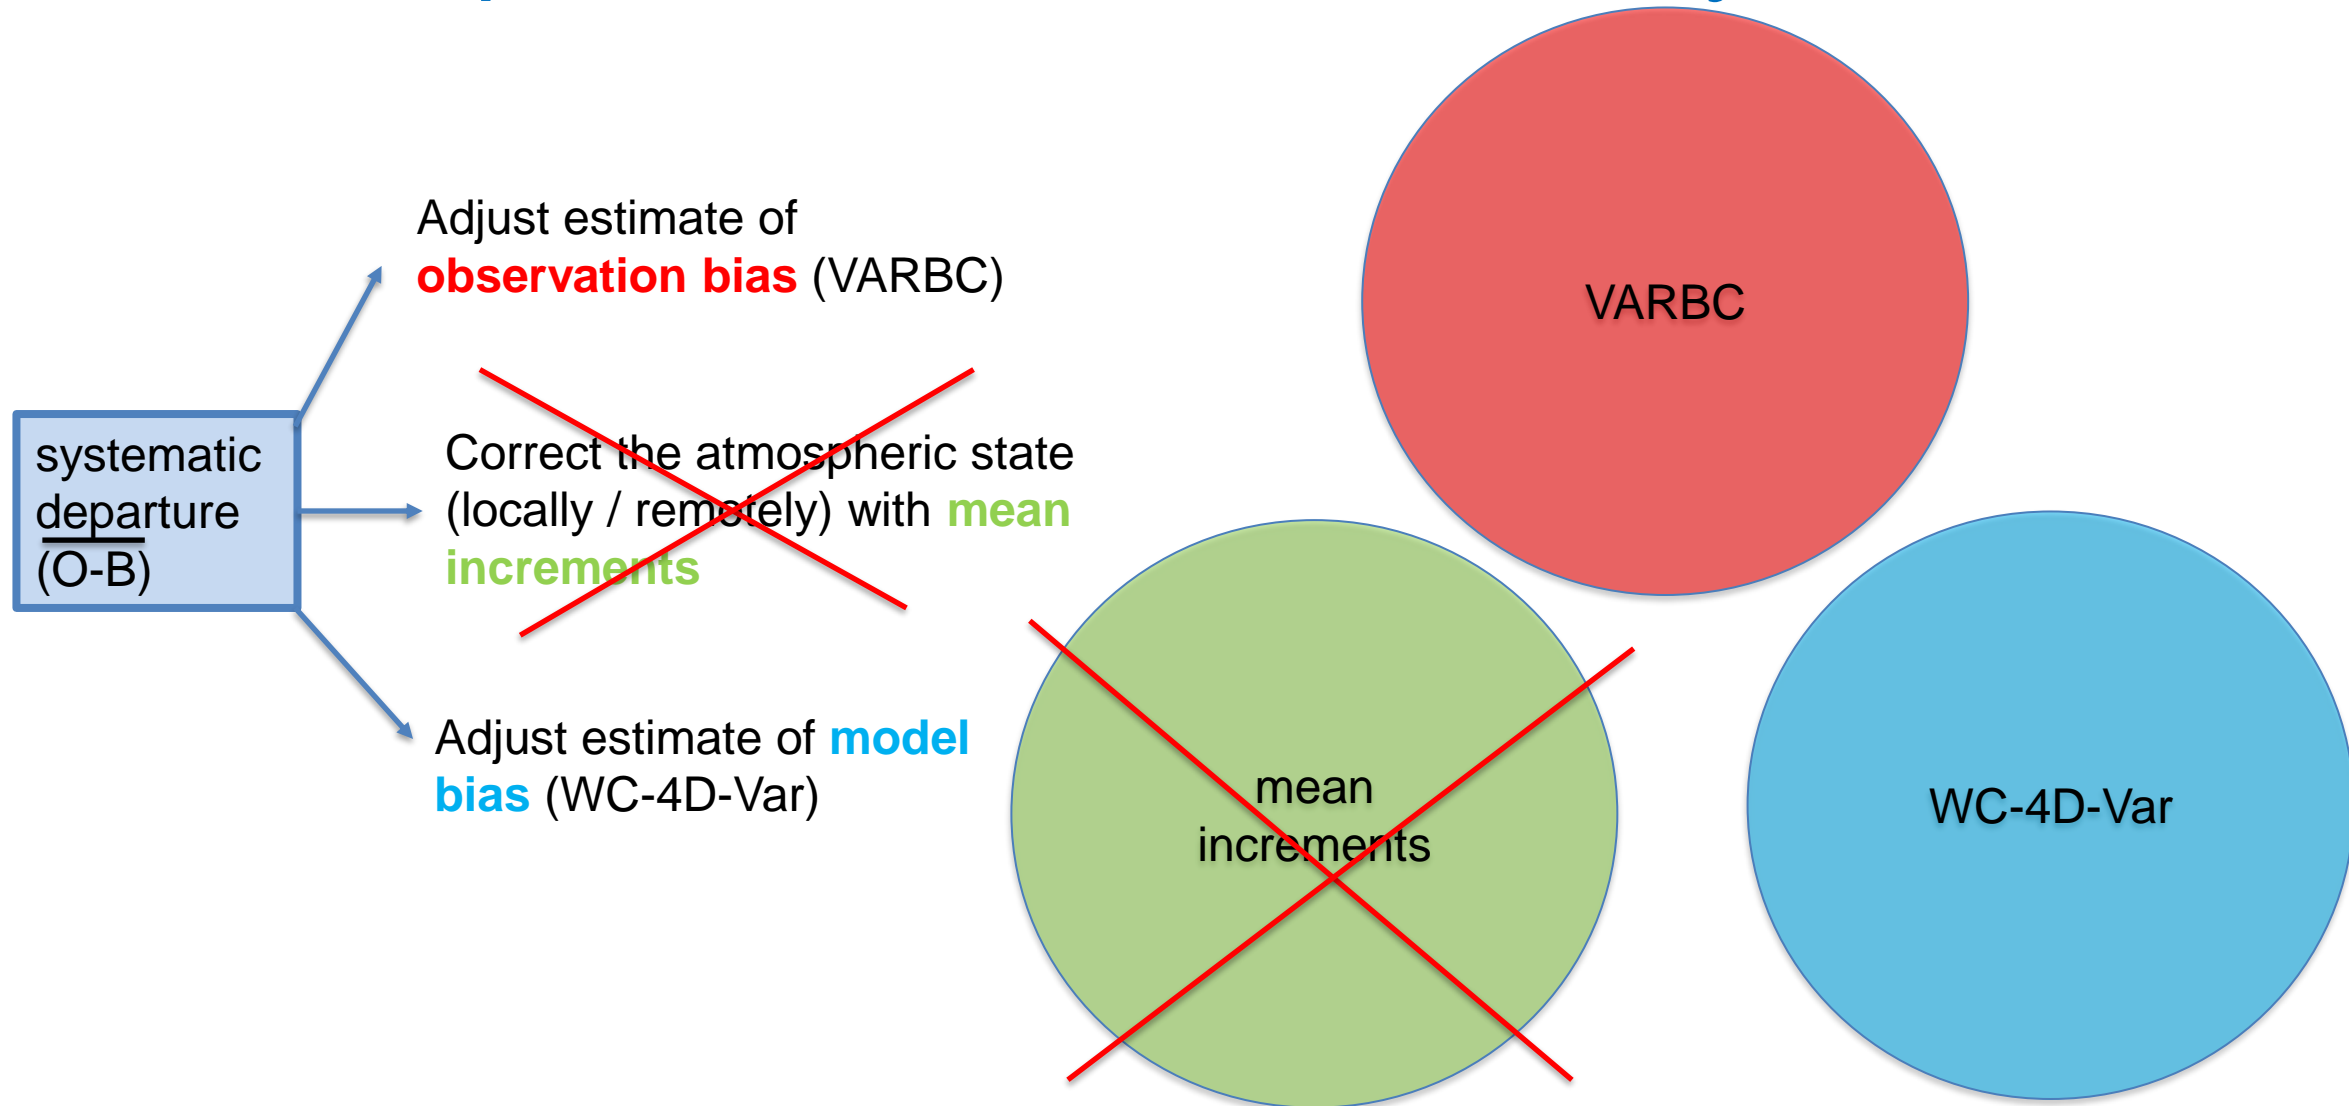 Adjust estimate of
observation bias (VARBC)
systematic
departure
(O-B)
Correct the atmospheric state
(locally / remotely) with mean
increments
Adjust estimate of model
bias (WC-4D-Var)
VARBC
mean
increments
WC-4D-Var